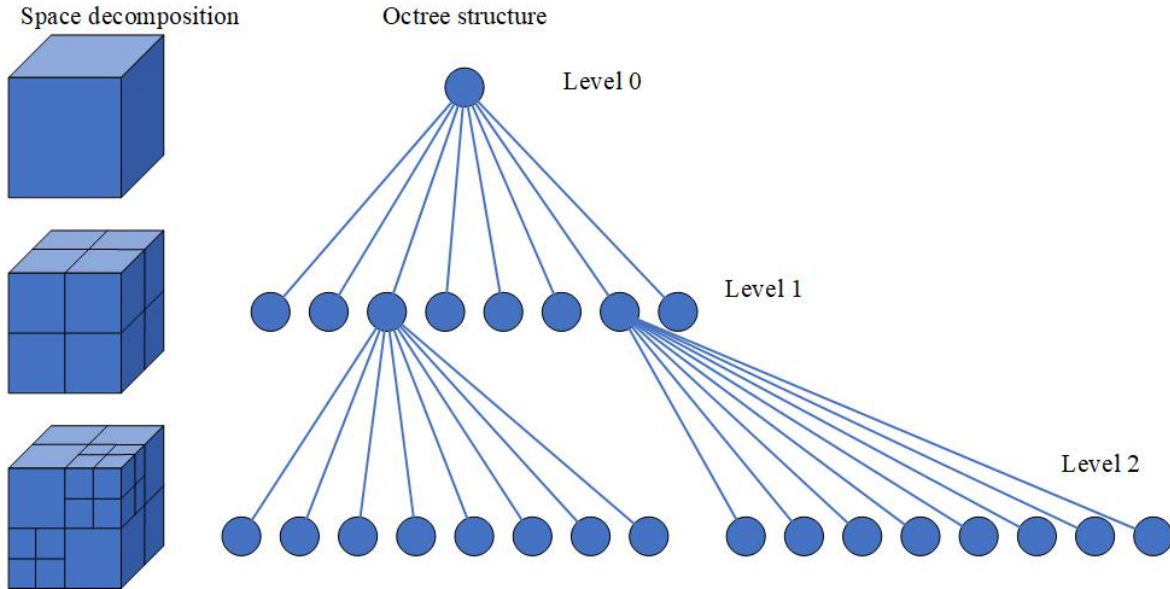 Space decomposition
Octree structure
Level 0
Level 1
Level 2